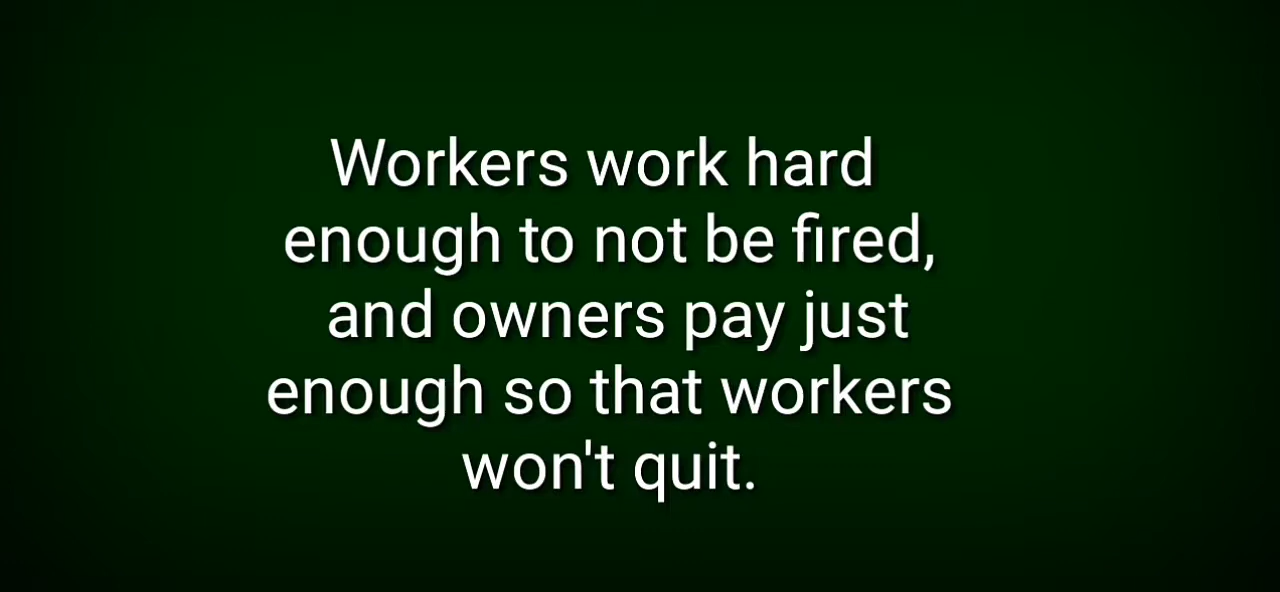 Workers work hard
enough to not be fired,
and owners pay just
enough so that workers
won't quit.